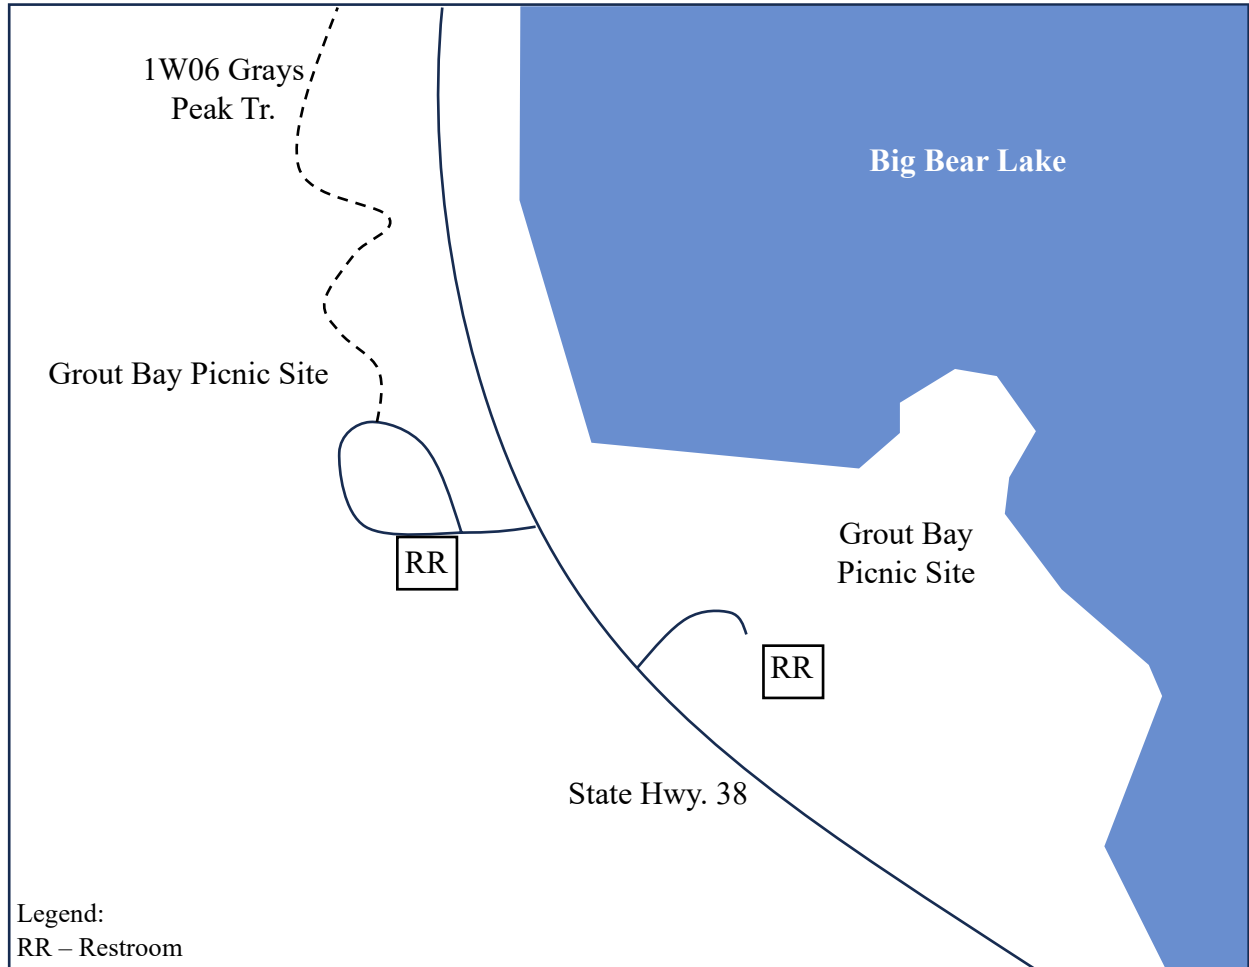 1W06 Grays
Peak Tr.
Big Bear Lake
Grout Bay Picnic Site
Grout Bay
Picnic Site
RR
RR
State Hwy. 38
Legend:
RR – Restroom